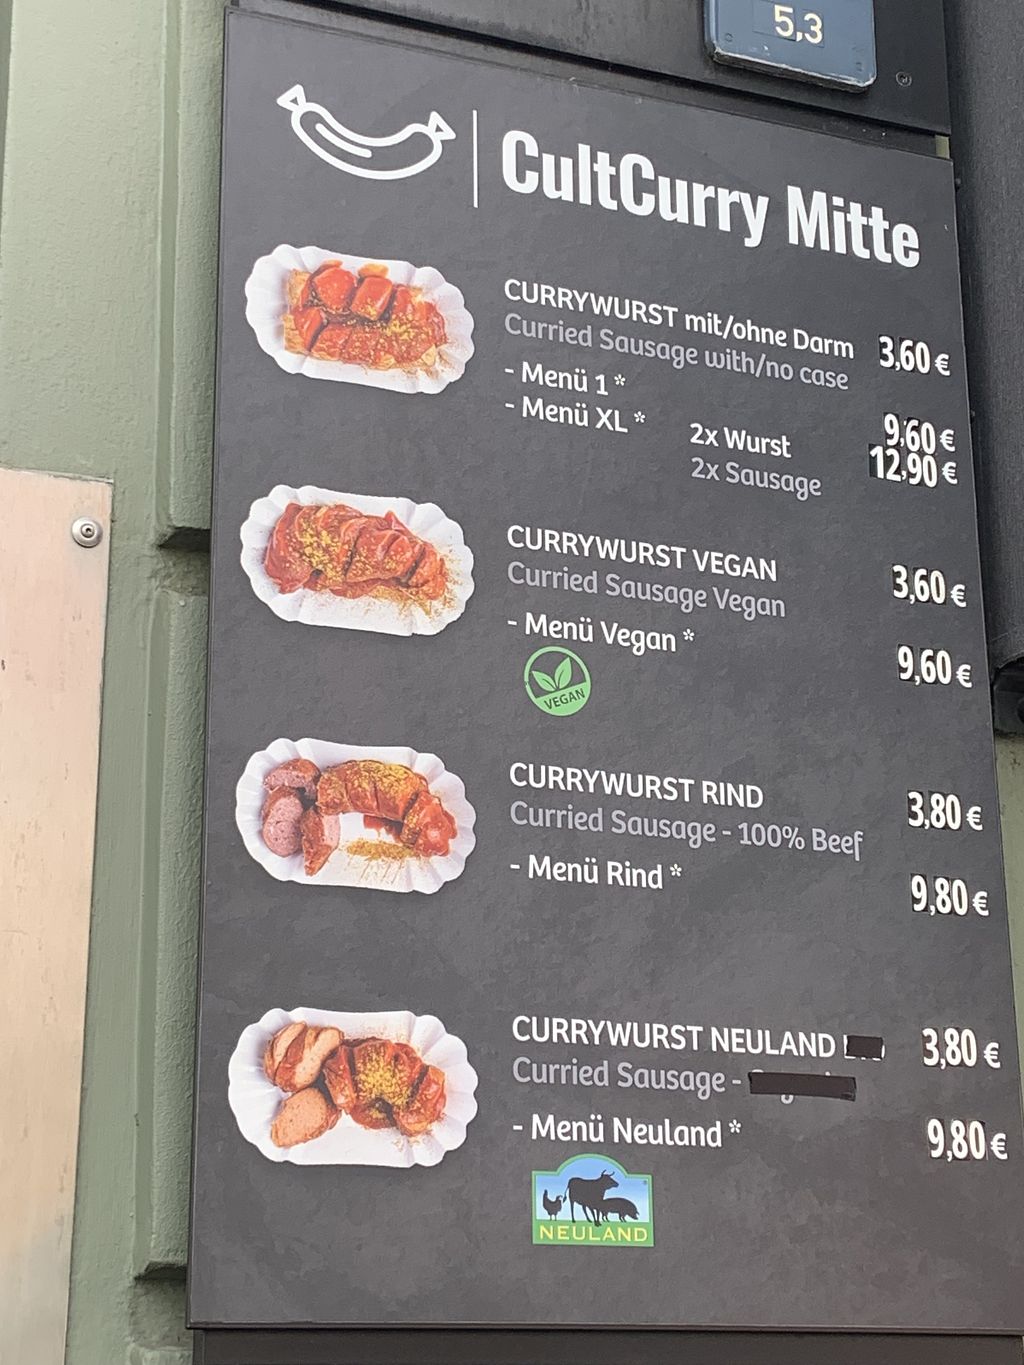 5,3
CultCurry Mitte
CURRYWURST mit/ohne Darm 3,60 €
Curried Sausage with/no case
- Menü 1 * 9,60 €
- Menü XL * 2x Wurst 12,90 €
2x Sausage
CURRYWURST VEGAN 3,60 €
Curried Sausage Vegan
- Menü Vegan * 9,60 €
VEGAN
CURRYWURST RIND 3,80 €
Curried Sausage - 100% Beef
- Menü Rind * 9,80 €
CURRYWURST NEULAND 3,80 €
Curried Sausage -
- Menü Neuland * 9,80 €
NEULAND